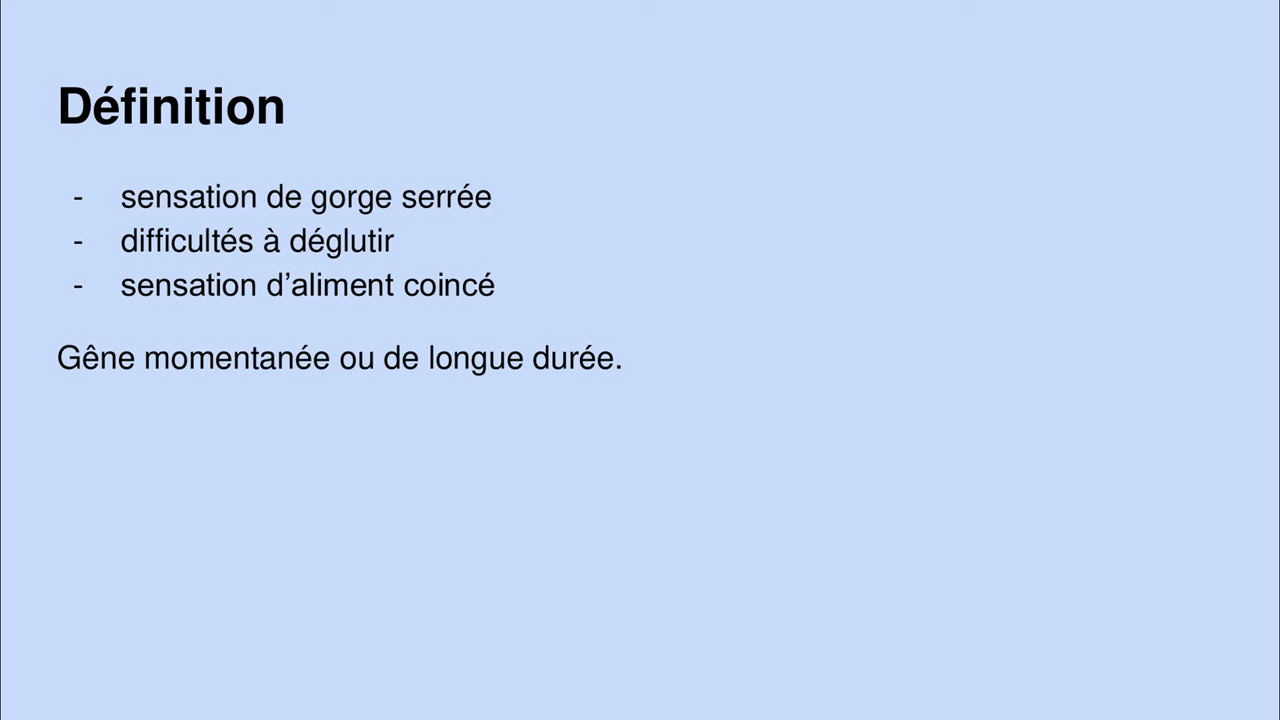 Définition
- sensation de gorge serrée
- difficultés à déglutir
- sensation d’aliment coincé
Gêne momentanée ou de longue durée.